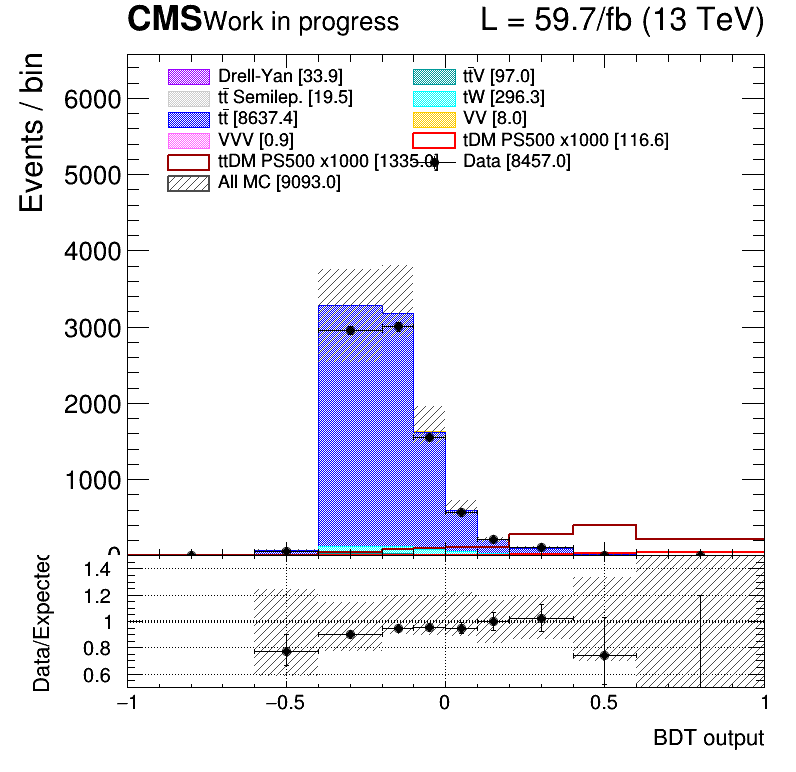 CMS Work in progress L = 59.7/fb (13 TeV)
Events / bin
Drell-Yan [33.9] tt̄V [97.0]
tt̄ Semilep. [19.5] tW [296.3]
tt̄ [8637.4] VV [8.0]
VVV [0.9] tDM PS500 x1000 [116.6]
ttDM PS500 x1000 [1335.0] Data [8457.0]
All MC [9093.0]
6000
5000
4000
3000
2000
1000
0
Data/Expected
1.4
1.2
1
0.8
0.6
−1 −0.5 0 0.5 1
BDT output